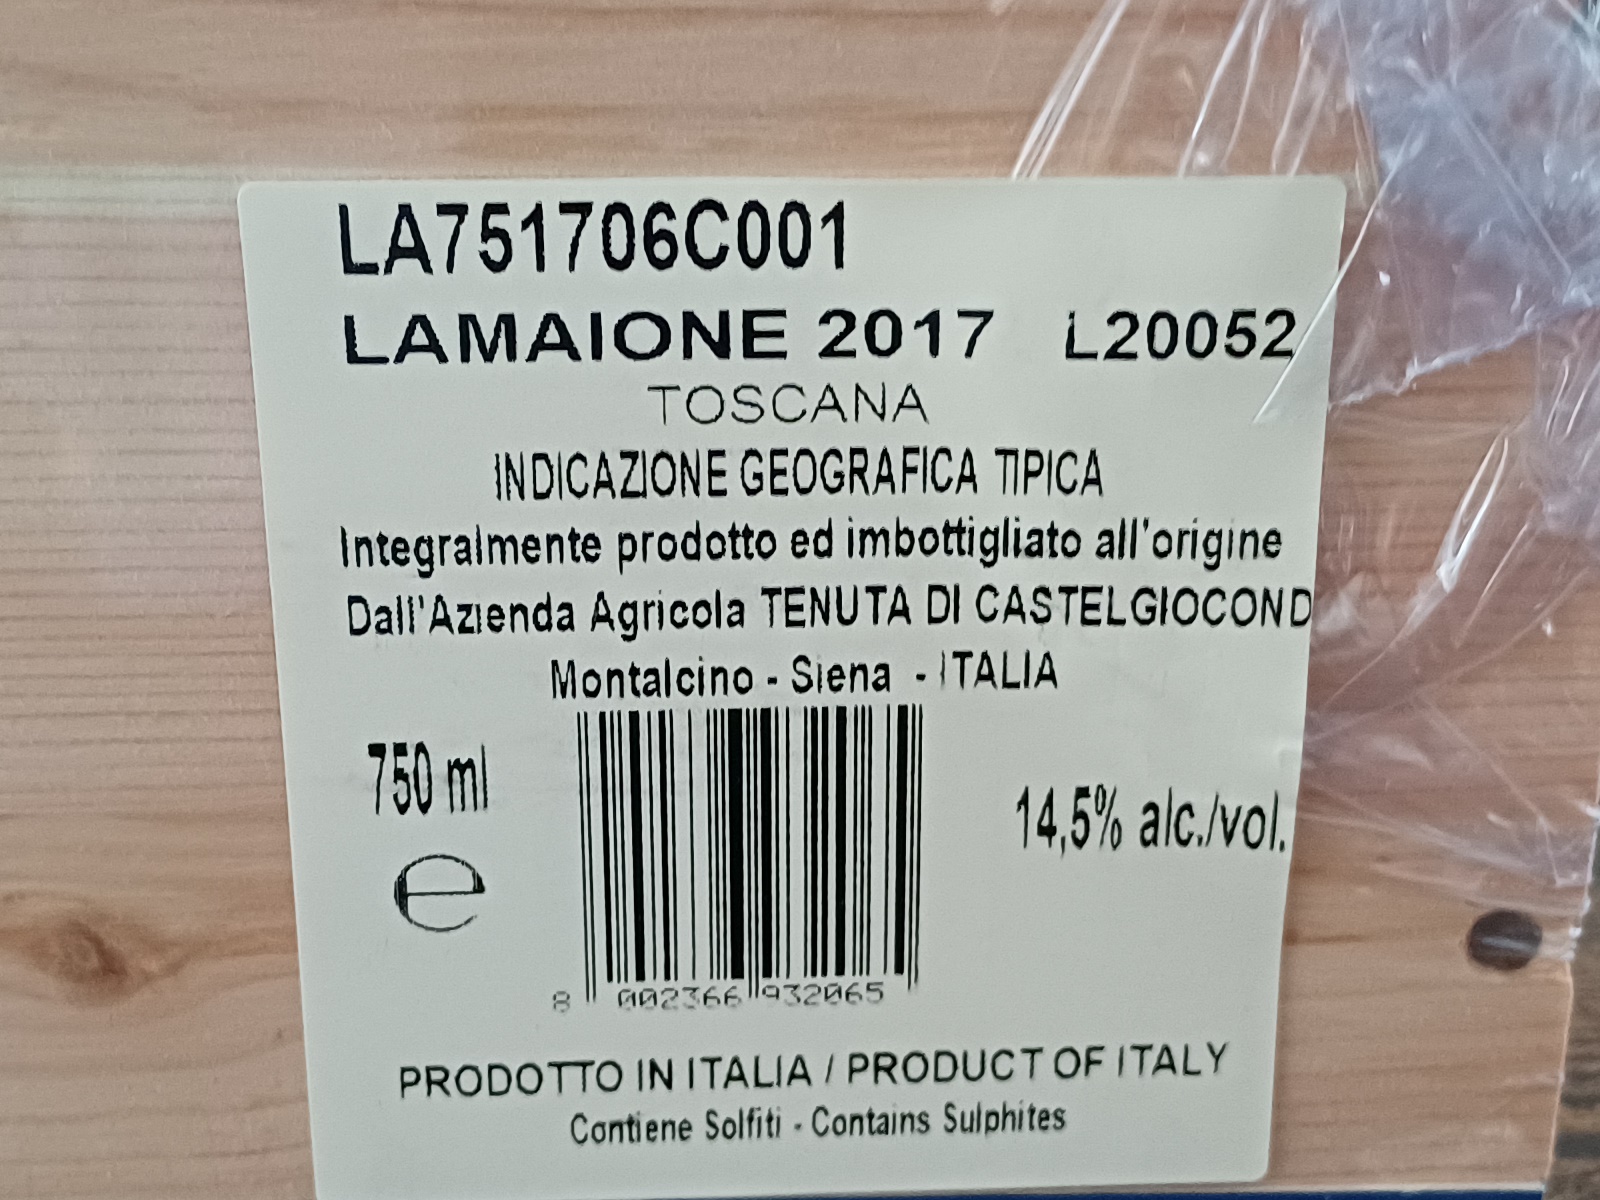 LA751706C001
LAMAIONE 2017 L20052
TOSCANA
INDICAZIONE GEOGRAFICA TIPICA
Integralmente prodotto ed imbottigliato all'origine
Dall'Azienda Agricola TENUTA DI CASTELGIOCOND
Montalcino - Siena - ITALIA
750 ml
14,5% alc./vol.
e
8 002366 932065
PRODOTTO IN ITALIA / PRODUCT OF ITALY
Contiene Solfiti - Contains Sulphites